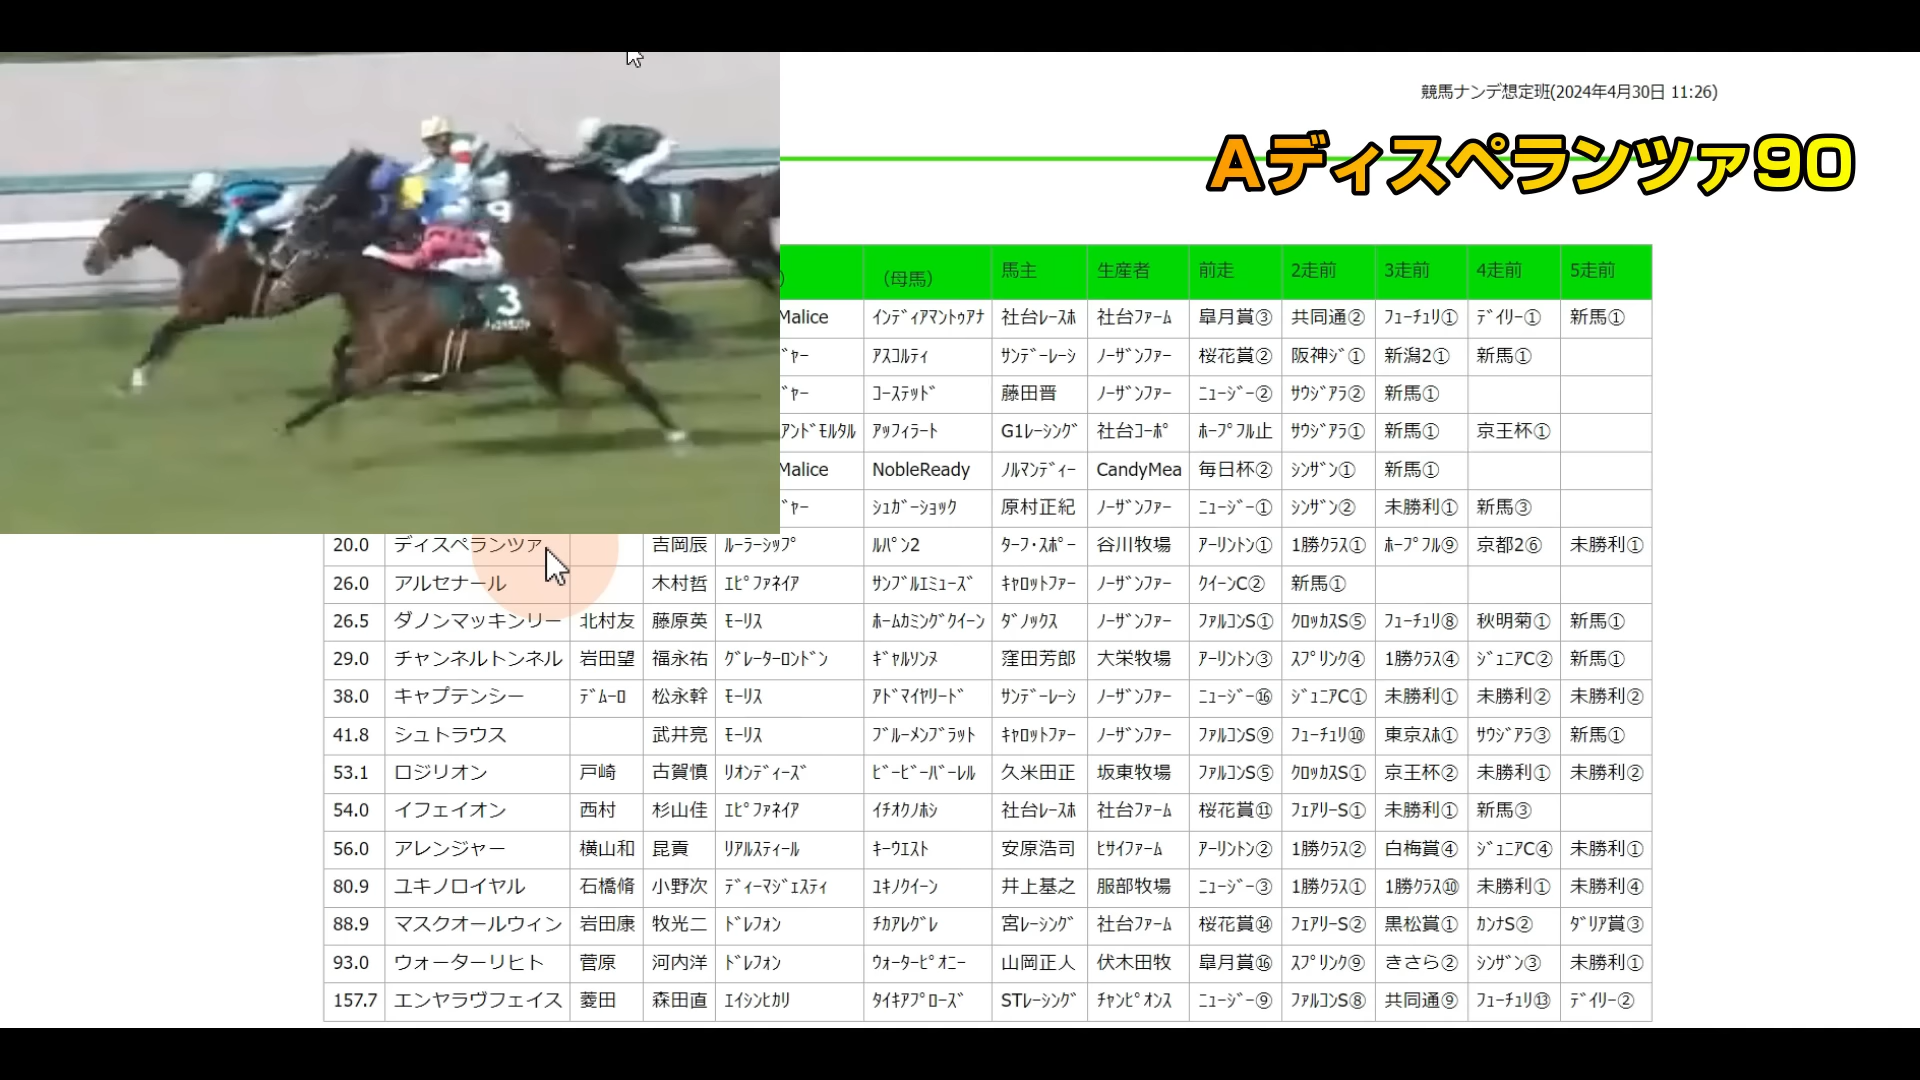 競馬ナンデ想定班(2024年4月30日 11:26)
Aディスペランツァ90
） （母馬） 馬主 生産者 前走 2走前 3走前 4走前 5走前
Malice ｲﾝﾃﾞｨｱﾏﾝﾄｩｱﾅ 社台ﾚｰｽﾎ 社台ﾌｧｰﾑ 皐月賞③ 共同通② ﾌｭｰﾁｭﾘ① ﾃﾞｲﾘｰ① 新馬①
ﾞｬｰ ｱｽｺﾙﾃｨ ｻﾝﾃﾞｰﾚｰｼ ﾉｰｻﾞﾝﾌｧｰ 桜花賞② 阪神ｼﾞ① 新潟2① 新馬①
ﾞｬｰ ｺｰｽﾃｯﾄﾞ 藤田晋 ﾉｰｻﾞﾝﾌｧｰ ﾆｭｰｼﾞｰ② ｻｳｼﾞｱﾗ② 新馬①
ｱﾝﾄﾞﾓﾙﾀﾙ ｱｯﾌｨﾗｰﾄ G1ﾚｰｼﾝｸﾞ 社台ｺｰﾎﾟ ﾎｰﾌﾟﾌﾙ止 ｻｳｼﾞｱﾗ① 新馬① 京王杯①
Malice NobleReady ﾉﾙﾏﾝﾃﾞｨｰ CandyMea 毎日杯② ｼﾝｻﾞﾝ① 新馬①
ﾞｬｰ ｼｭｶﾞｰｼｮｯｸ 原村正紀 ﾉｰｻﾞﾝﾌｧｰ ﾆｭｰｼﾞｰ① ｼﾝｻﾞﾝ② 未勝利① 新馬③
20.0 ディスペランツァ 吉岡辰 ﾙｰﾗｰｼｯﾌﾟ ﾙﾊﾟﾝ2 ﾀｰﾌ･ｽﾎﾟｰ 谷川牧場 ｱｰﾘﾝﾄﾝ① 1勝ｸﾗｽ① ﾎｰﾌﾟﾌﾙ⑨ 京都2⑥ 未勝利①
26.0 アルセナール 木村哲 ｴﾋﾟﾌｧﾈｲｱ ｻﾝﾌﾞﾙｴﾐｭｰｽﾞ ｷｬﾛｯﾄﾌｧｰ ﾉｰｻﾞﾝﾌｧｰ ｸｲｰﾝC② 新馬①
26.5 ダノンマッキンリー 北村友 藤原英 ﾓｰﾘｽ ﾎｰﾑｶﾐﾝｸﾞｸｲｰﾝ ﾀﾞﾉｯｸｽ ﾉｰｻﾞﾝﾌｧｰ ﾌｧﾙｺﾝS① ｸﾛｯｶｽS⑤ ﾌｭｰﾁｭﾘ⑧ 秋明菊① 新馬①
29.0 チャンネルトンネル 岩田望 福永祐 ｸﾞﾚｰﾀｰﾛﾝﾄﾞﾝ ｷﾞｬﾙｿﾝﾇ 窪田芳郎 大栄牧場 ｱｰﾘﾝﾄﾝ③ ｽﾌﾟﾘﾝｸ④ 1勝ｸﾗｽ④ ｼﾞｭﾆｱC② 新馬①
38.0 キャプテンシー ﾃﾞﾑｰﾛ 松永幹 ﾓｰﾘｽ ｱﾄﾞﾏｲﾔﾘｰﾄﾞ ｻﾝﾃﾞｰﾚｰｼ ﾉｰｻﾞﾝﾌｧｰ ﾆｭｰｼﾞｰ⑯ ｼﾞｭﾆｱC① 未勝利① 未勝利② 未勝利②
41.8 シュトラウス 武井亮 ﾓｰﾘｽ ﾌﾞﾙｰﾒﾝﾌﾞﾗｯﾄ ｷｬﾛｯﾄﾌｧｰ ﾉｰｻﾞﾝﾌｧｰ ﾌｧﾙｺﾝS⑨ ﾌｭｰﾁｭﾘ⑩ 東京ｽﾎ① ｻｳｼﾞｱﾗ③ 新馬①
53.1 ロジリオン 戸崎 古賀慎 ﾘｵﾝﾃﾞｨｰｽﾞ ﾋﾞｰﾋﾞｰﾊﾞｰﾚﾙ 久米田正 坂東牧場 ﾌｧﾙｺﾝS⑤ ｸﾛｯｶｽS① 京王杯② 未勝利① 未勝利②
54.0 イフェイオン 西村 杉山佳 ｴﾋﾟﾌｧﾈｲｱ ｲﾁｵｸﾉﾎｼ 社台ﾚｰｽﾎ 社台ﾌｧｰﾑ 桜花賞⑪ ﾌｪｱﾘｰS① 未勝利① 新馬③
56.0 アレンジャー 横山和 昆貢 ﾘｱﾙｽﾃｨｰﾙ ｷｰｳｴｽﾄ 安原浩司 ﾋｻｲﾌｧｰﾑ ｱｰﾘﾝﾄﾝ② 1勝ｸﾗｽ② 白梅賞④ ｼﾞｭﾆｱC④ 未勝利①
80.9 ユキノロイヤル 石橋脩 小野次 ﾃﾞｨｰﾏｼﾞｪｽﾃｨ ﾕｷﾉｸｲｰﾝ 井上基之 服部牧場 ﾆｭｰｼﾞｰ③ 1勝ｸﾗｽ① 1勝ｸﾗｽ⑩ 未勝利① 未勝利④
88.9 マスクオールウィン 岩田康 牧光二 ﾄﾞﾚﾌｫﾝ ﾁｶｱﾚｸﾞﾚ 宮ﾚｰｼﾝｸﾞ 社台ﾌｧｰﾑ 桜花賞⑭ ﾌｪｱﾘｰS② 黒松賞① ｶﾝﾅS② ﾀﾞﾘｱ賞③
93.0 ウォーターリヒト 菅原 河内洋 ﾄﾞﾚﾌｫﾝ ｳｫｰﾀｰﾋﾟｵﾆｰ 山岡正人 伏木田牧 皐月賞⑯ ｽﾌﾟﾘﾝｸ⑨ きさら② ｼﾝｻﾞﾝ③ 未勝利①
157.7 エンヤラヴフェイス 菱田 森田直 ｴｲｼﾝﾋｶﾘ ﾀｲｷｱﾌﾟﾛｰｽﾞ STﾚｰｼﾝｸﾞ ﾁｬﾝﾋﾟｵﾝｽ ﾆｭｰｼﾞｰ⑨ ﾌｧﾙｺﾝS⑧ 共同通⑨ ﾌｭｰﾁｭﾘ⑬ ﾃﾞｲﾘｰ②
9
1
3